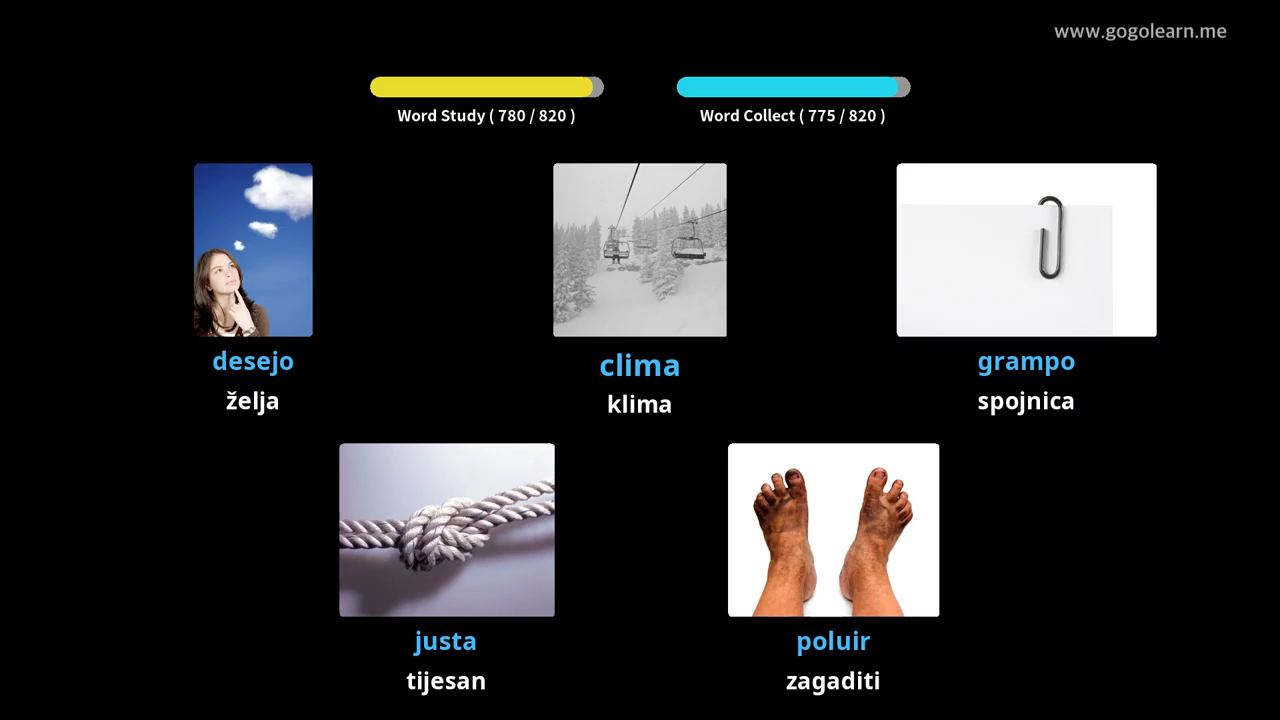 www.gogolearn.me
Word Study ( 780 / 820 )
Word Collect ( 775 / 820 )
desejo
želja
clima
klima
grampo
spojnica
justa
tijesan
poluir
zagaditi